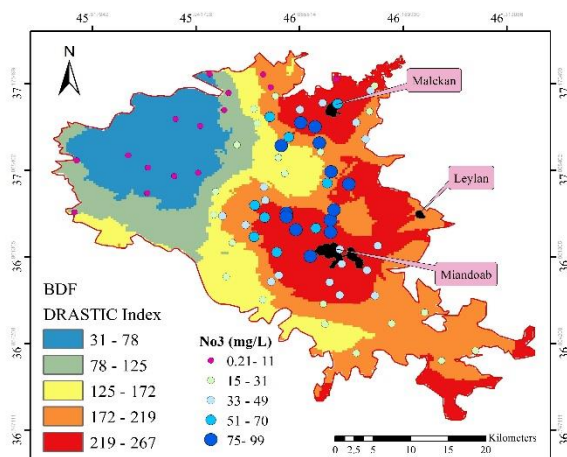 45 45 46 46 46
N
37
37
36
36
36
Malekan
Leylan
Miandoab
BDF
DRASTIC Index
31 - 78
78 - 125
125 - 172
172 - 219
219 - 267
No3 (mg/L)
0.21- 11
15 - 31
33 - 49
51 - 70
75- 99
Kilometers
0 2.5 5 10 15 20